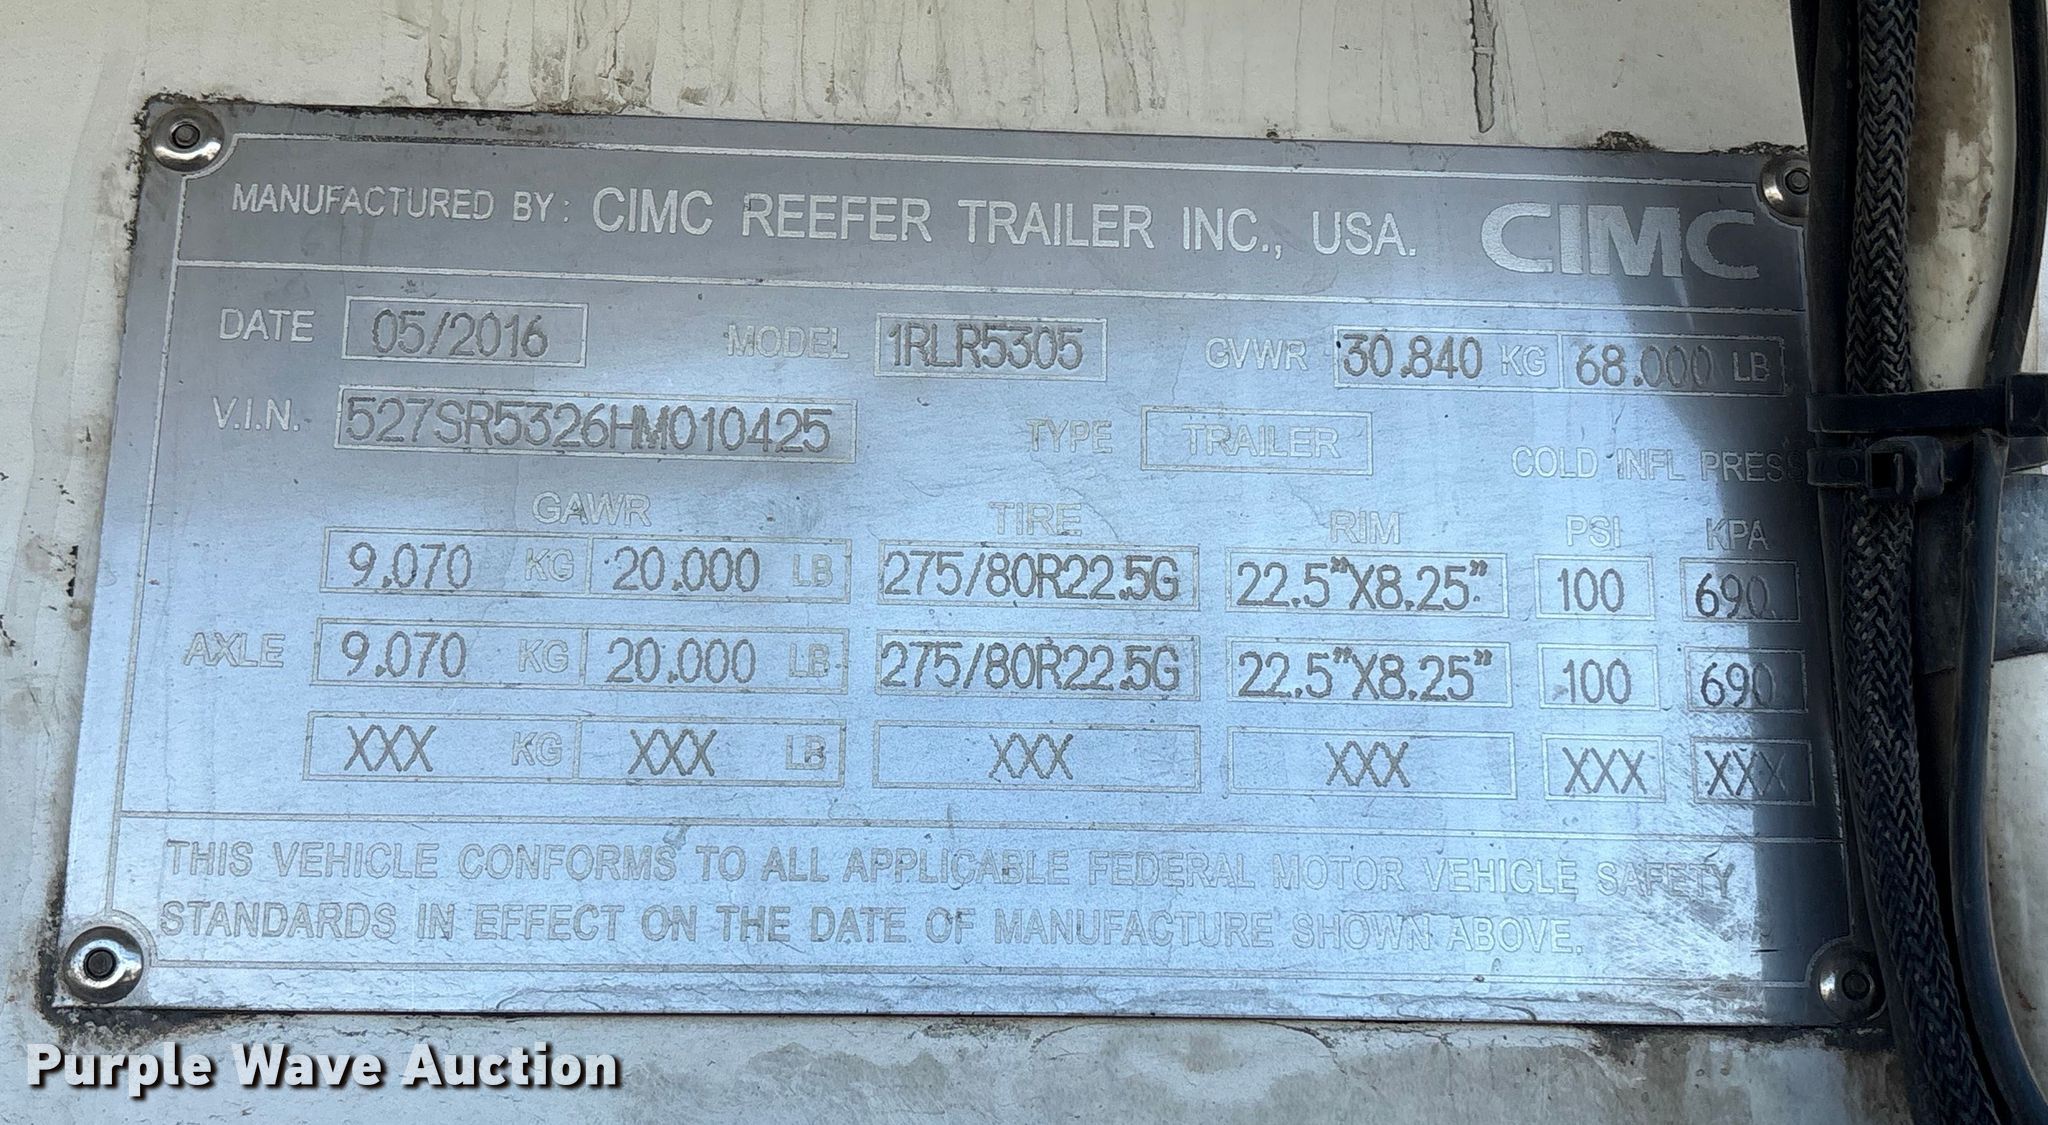 MANUFACTURED BY: CIMC REEFER TRAILER INC., USA. CIMC
DATE 05/2016 MODEL 1RLR5305 GVWR 30.840 KG 68.000 LB
V.I.N. 527SR5326HM010425 TYPE TRAILER COLD INFL PRESS
GAWR TIRE RIM PSI KPA
9.070 KG 20.000 LB 275/80R22.5G 22.5"X8.25" 100 690
AXLE 9.070 KG 20.000 LB 275/80R22.5G 22.5"X8.25" 100 690
XXX KG XXX LB XXX XXX XXX XXX
THIS VEHICLE CONFORMS TO ALL APPLICABLE FEDERAL MOTOR VEHICLE SAFETY
STANDARDS IN EFFECT ON THE DATE OF MANUFACTURE SHOWN ABOVE.
Purple Wave Auction